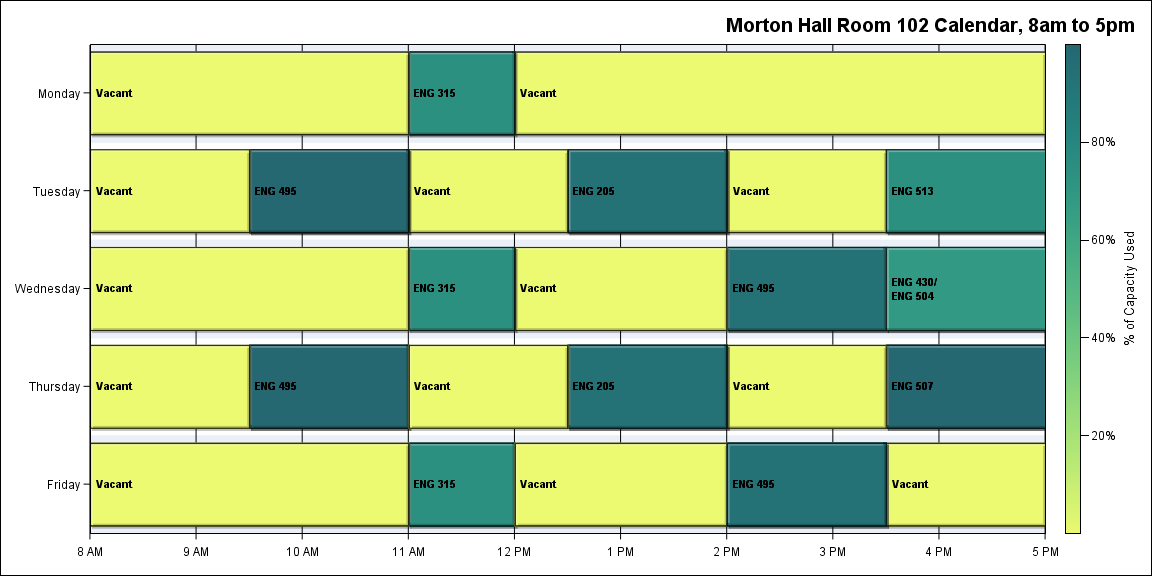 Morton Hall Room 102 Calendar, 8am to 5pm
Monday
Vacant
ENG 315
Vacant
Tuesday
Vacant
ENG 495
Vacant
ENG 205
Vacant
ENG 513
Wednesday
Vacant
ENG 315
Vacant
ENG 495
ENG 430/
ENG 504
Thursday
Vacant
ENG 495
Vacant
ENG 205
Vacant
ENG 507
Friday
Vacant
ENG 315
Vacant
ENG 495
Vacant
8 AM
9 AM
10 AM
11 AM
12 PM
1 PM
2 PM
3 PM
4 PM
5 PM
80%
60%
40%
20%
% of Capacity Used